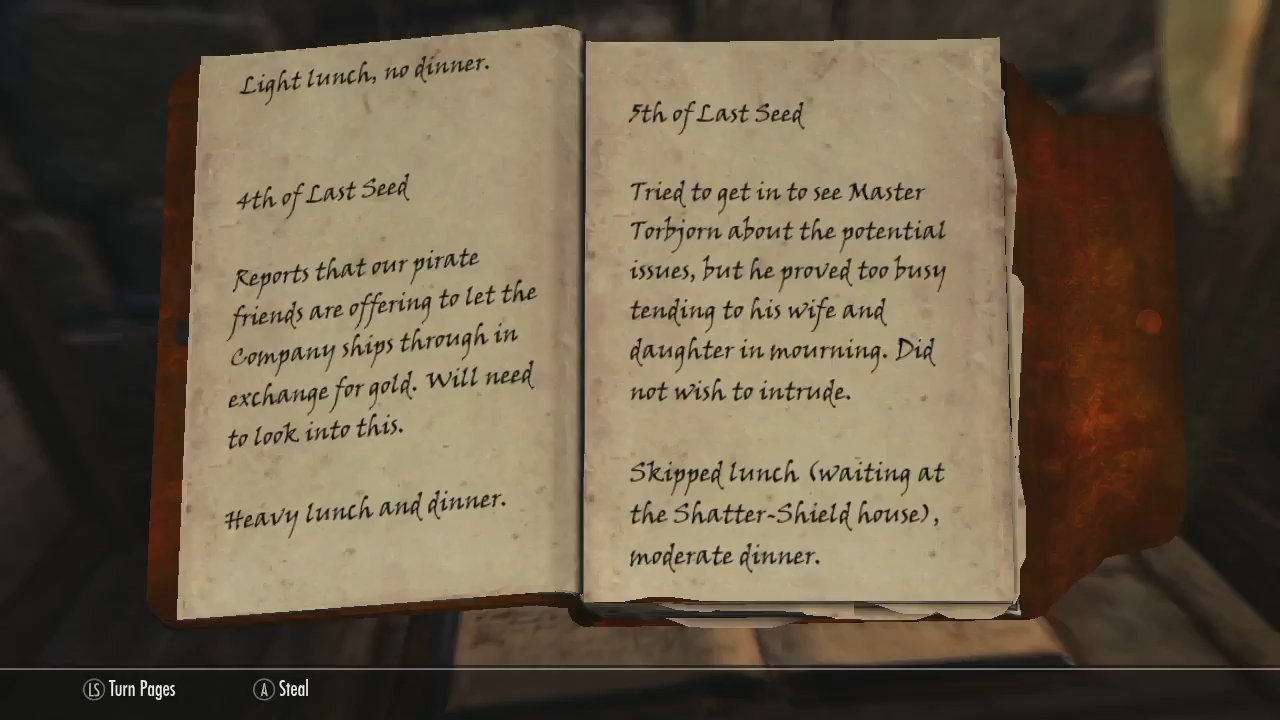 Light lunch, no dinner.
4th of Last Seed
Reports that our pirate
friends are offering to let the
Company ships through in
exchange for gold. Will need
to look into this.
Heavy lunch and dinner.
5th of Last Seed
Tried to get in to see Master
Torbjorn about the potential
issues, but he proved too busy
tending to his wife and
daughter in mourning. Did
not wish to intrude.
Skipped lunch (waiting at
the Shatter-Shield house),
moderate dinner.
LS Turn Pages
A Steal